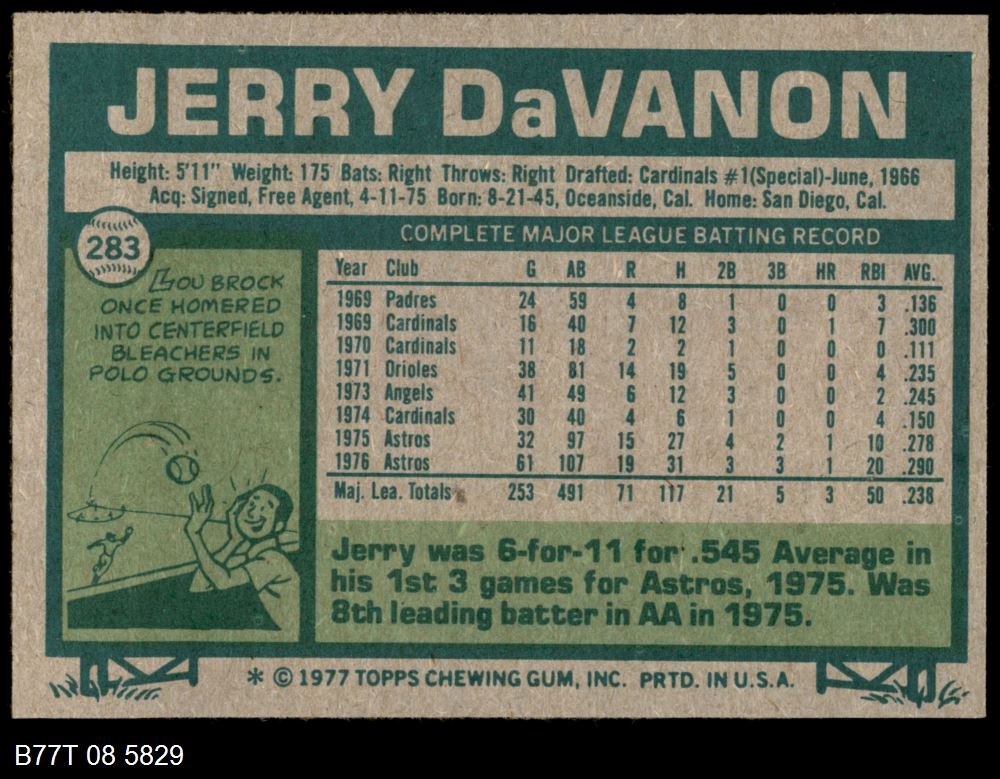 JERRY DaVANON
Height: 5'11" Weight: 175 Bats: Right Throws: Right Drafted: Cardinals #1(Special)-June, 1966
Acq: Signed, Free Agent, 4-11-75 Born: 8-21-45, Oceanside, Cal. Home: San Diego, Cal.
283
LOU BROCK
ONCE HOMERED
INTO CENTERFIELD
BLEACHERS IN
POLO GROUNDS.
COMPLETE MAJOR LEAGUE BATTING RECORD
Year Club G AB R H 2B 3B HR RBI AVG.
1969 Padres 24 59 4 8 1 0 0 3 .136
1969 Cardinals 16 40 7 12 3 0 1 7 .300
1970 Cardinals 11 18 2 2 1 0 0 0 .111
1971 Orioles 38 81 14 19 5 0 0 4 .235
1973 Angels 41 49 6 12 3 0 0 2 .245
1974 Cardinals 30 40 4 6 1 0 0 4 .150
1975 Astros 32 97 15 27 4 2 1 10 .278
1976 Astros 61 107 19 31 3 3 1 20 .290
Maj. Lea. Totals 253 491 71 117 21 5 3 50 .238
Jerry was 6-for-11 for .545 Average in
his 1st 3 games for Astros, 1975. Was
8th leading batter in AA in 1975.
* © 1977 TOPPS CHEWING GUM, INC. PRTD. IN U.S.A.
B77T 08 5829